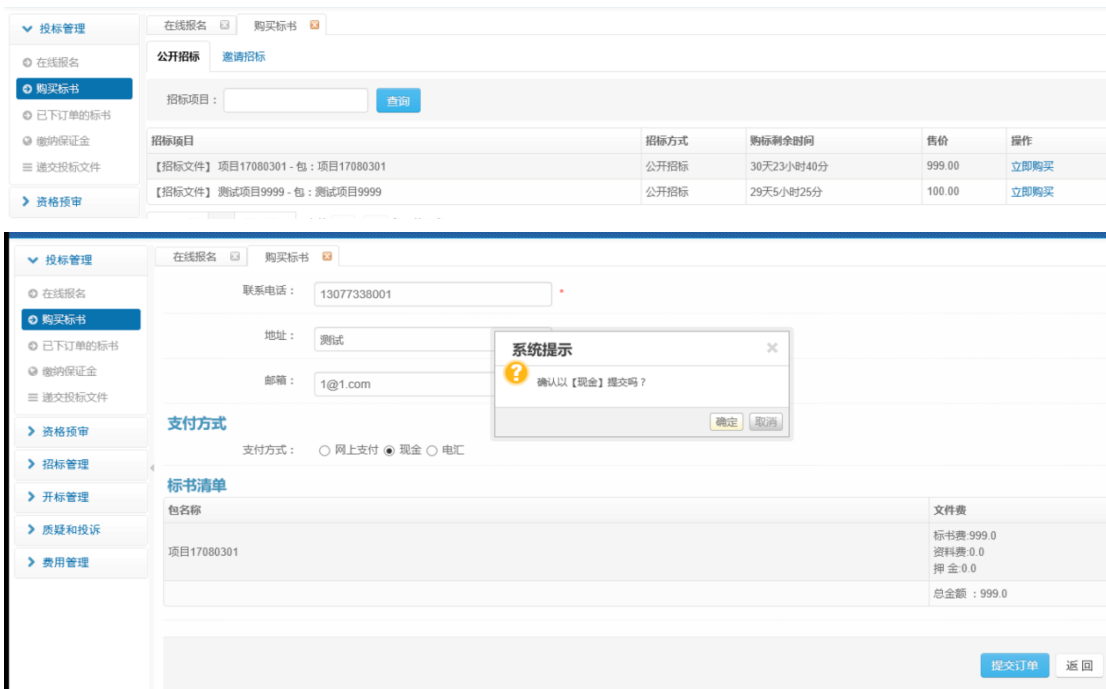 投标管理
在线报名 购买标书
公开招标 邀请招标
在线报名
购买标书
已下订单的标书
缴纳保证金
递交投标文件
资格预审
招标项目： 查询
招标项目 招标方式 购标剩余时间 售价 操作
【招标文件】项目17080301 - 包：项目17080301 公开招标 30天23小时40分 999.00 立即购买
【招标文件】测试项目9999 - 包：测试项目9999 公开招标 29天5小时25分 100.00 立即购买
投标管理
在线报名
购买标书
已下订单的标书
缴纳保证金
递交投标文件
资格预审
招标管理
开标管理
质疑和投诉
费用管理
在线报名 购买标书
联系电话： 13077338001 *
地址： 测试
邮箱： 1@1.com
系统提示
确认以【现金】提交吗？
确定 取消
支付方式
支付方式： 网上支付 现金 电汇
标书清单
包名称 文件费
项目17080301
标书费:999.0
资料费:0.0
押 金:0.0
总金额 ：999.0
提交订单 返回